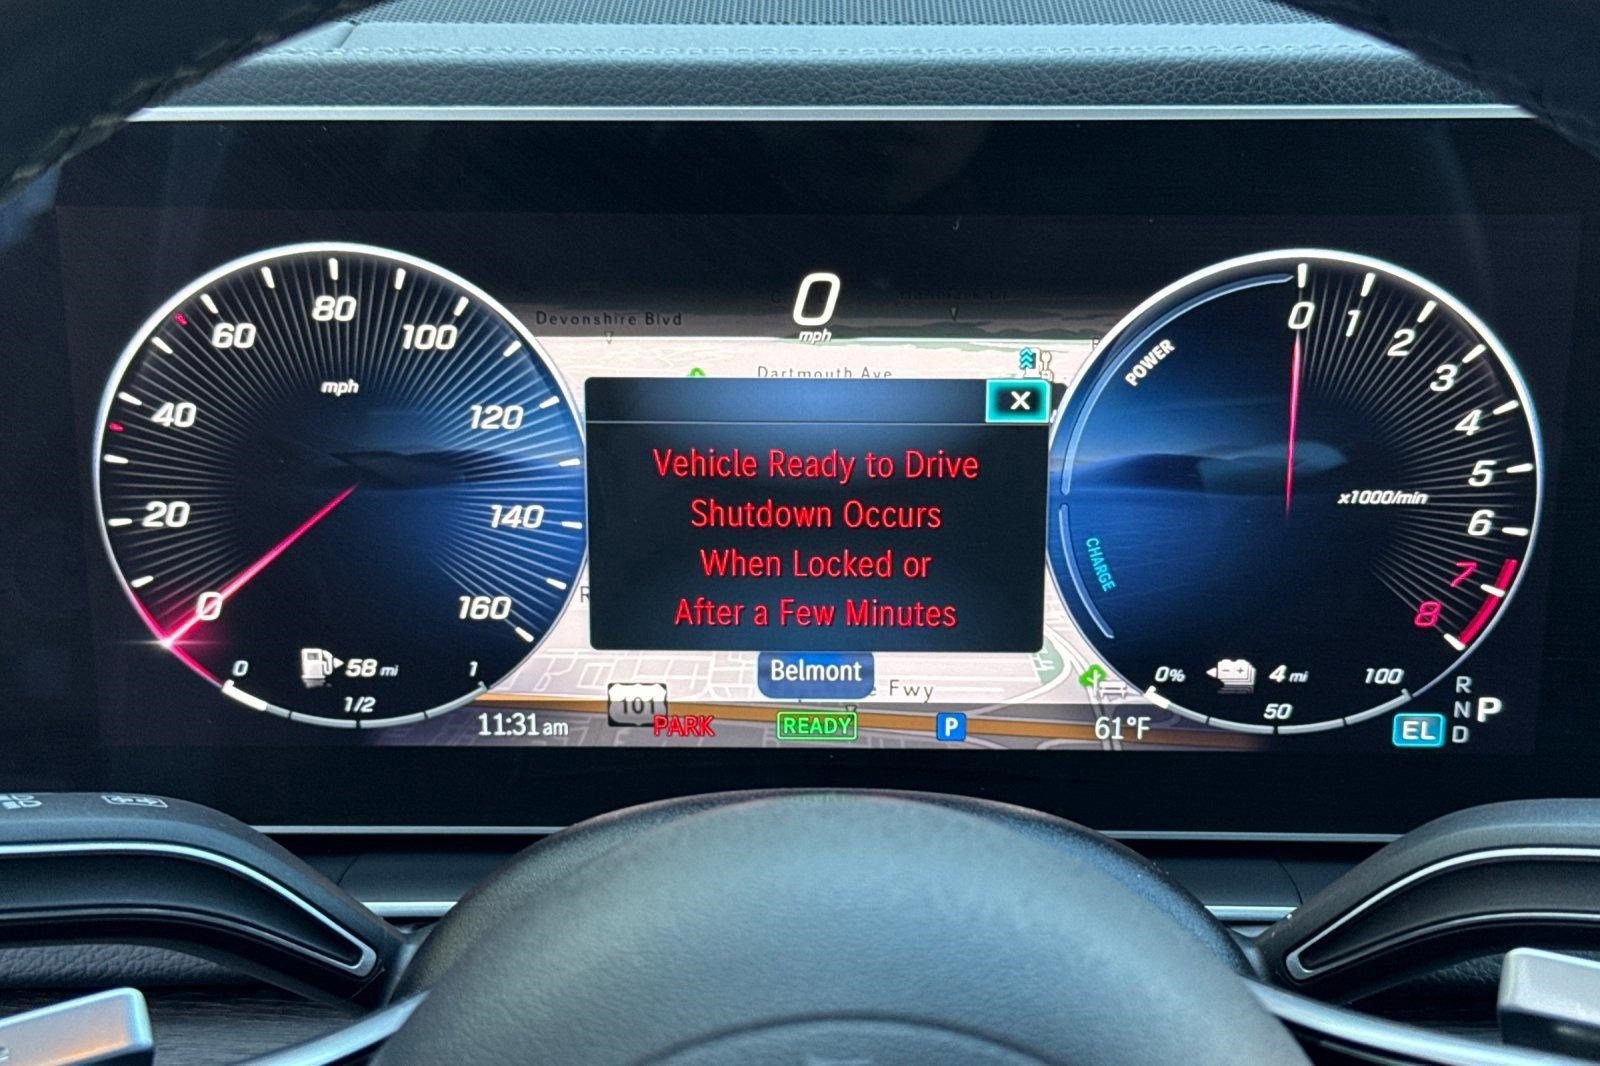 Devonshire Blvd
0
mph
Dartmouth Ave
X
Vehicle Ready to Drive
Shutdown Occurs
When Locked or
After a Few Minutes
Belmont
Fwy
101
PARK
READY
P
11:31 am
61°F
0
20
40
60
80
100
120
140
160
mph
0
58 mi
1
1/2
POWER
CHARGE
0
1
2
3
4
5
6
7
8
x1000/min
0%
4 mi
100
50
EL
R
N
D
P